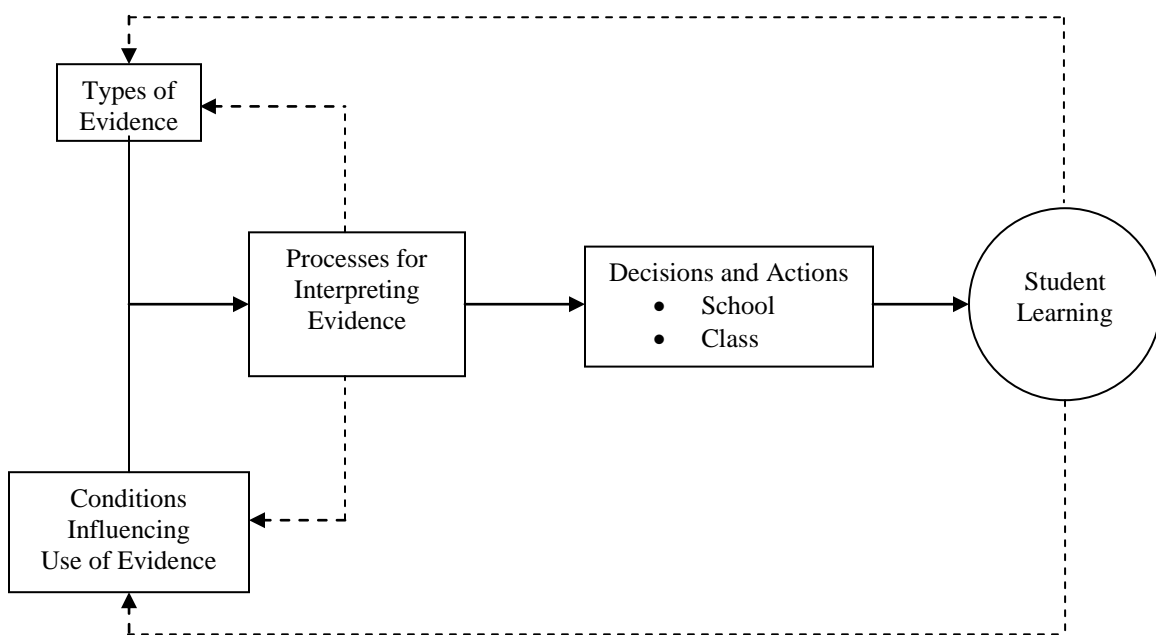 Types of
Evidence
Processes for
Interpreting
Evidence
Decisions and Actions
• School
• Class
Student
Learning
Conditions
Influencing
Use of Evidence